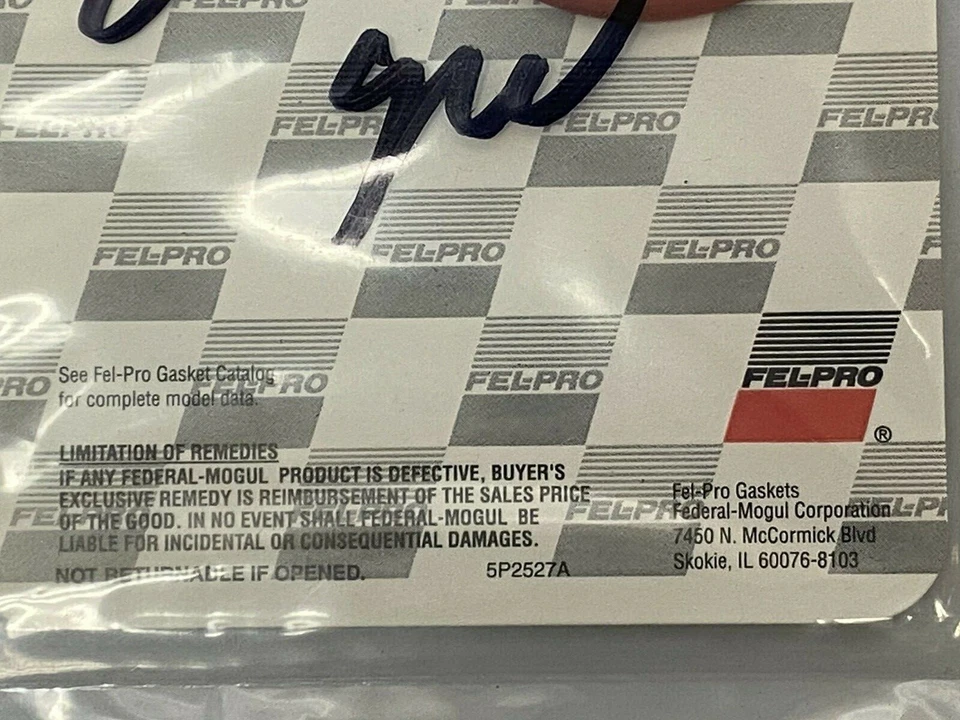 FEL-PRO FEL-PRO FEL-PRO
FEL-PRO FEL-PRO FEL-PRO
FEL-PRO
See Fel-Pro Gasket Catalog
for complete model data.
FEL-PRO FEL-PRO
®
LIMITATION OF REMEDIES
IF ANY FEDERAL-MOGUL PRODUCT IS DEFECTIVE, BUYER'S
EXCLUSIVE REMEDY IS REIMBURSEMENT OF THE SALES PRICE
OF THE GOOD. IN NO EVENT SHALL FEDERAL-MOGUL BE
LIABLE FOR INCIDENTAL OR CONSEQUENTIAL DAMAGES.
NOT RETURNABLE IF OPENED.
5P2527A
Fel-Pro Gaskets
Federal-Mogul Corporation
7450 N. McCormick Blvd
Skokie, IL 60076-8103